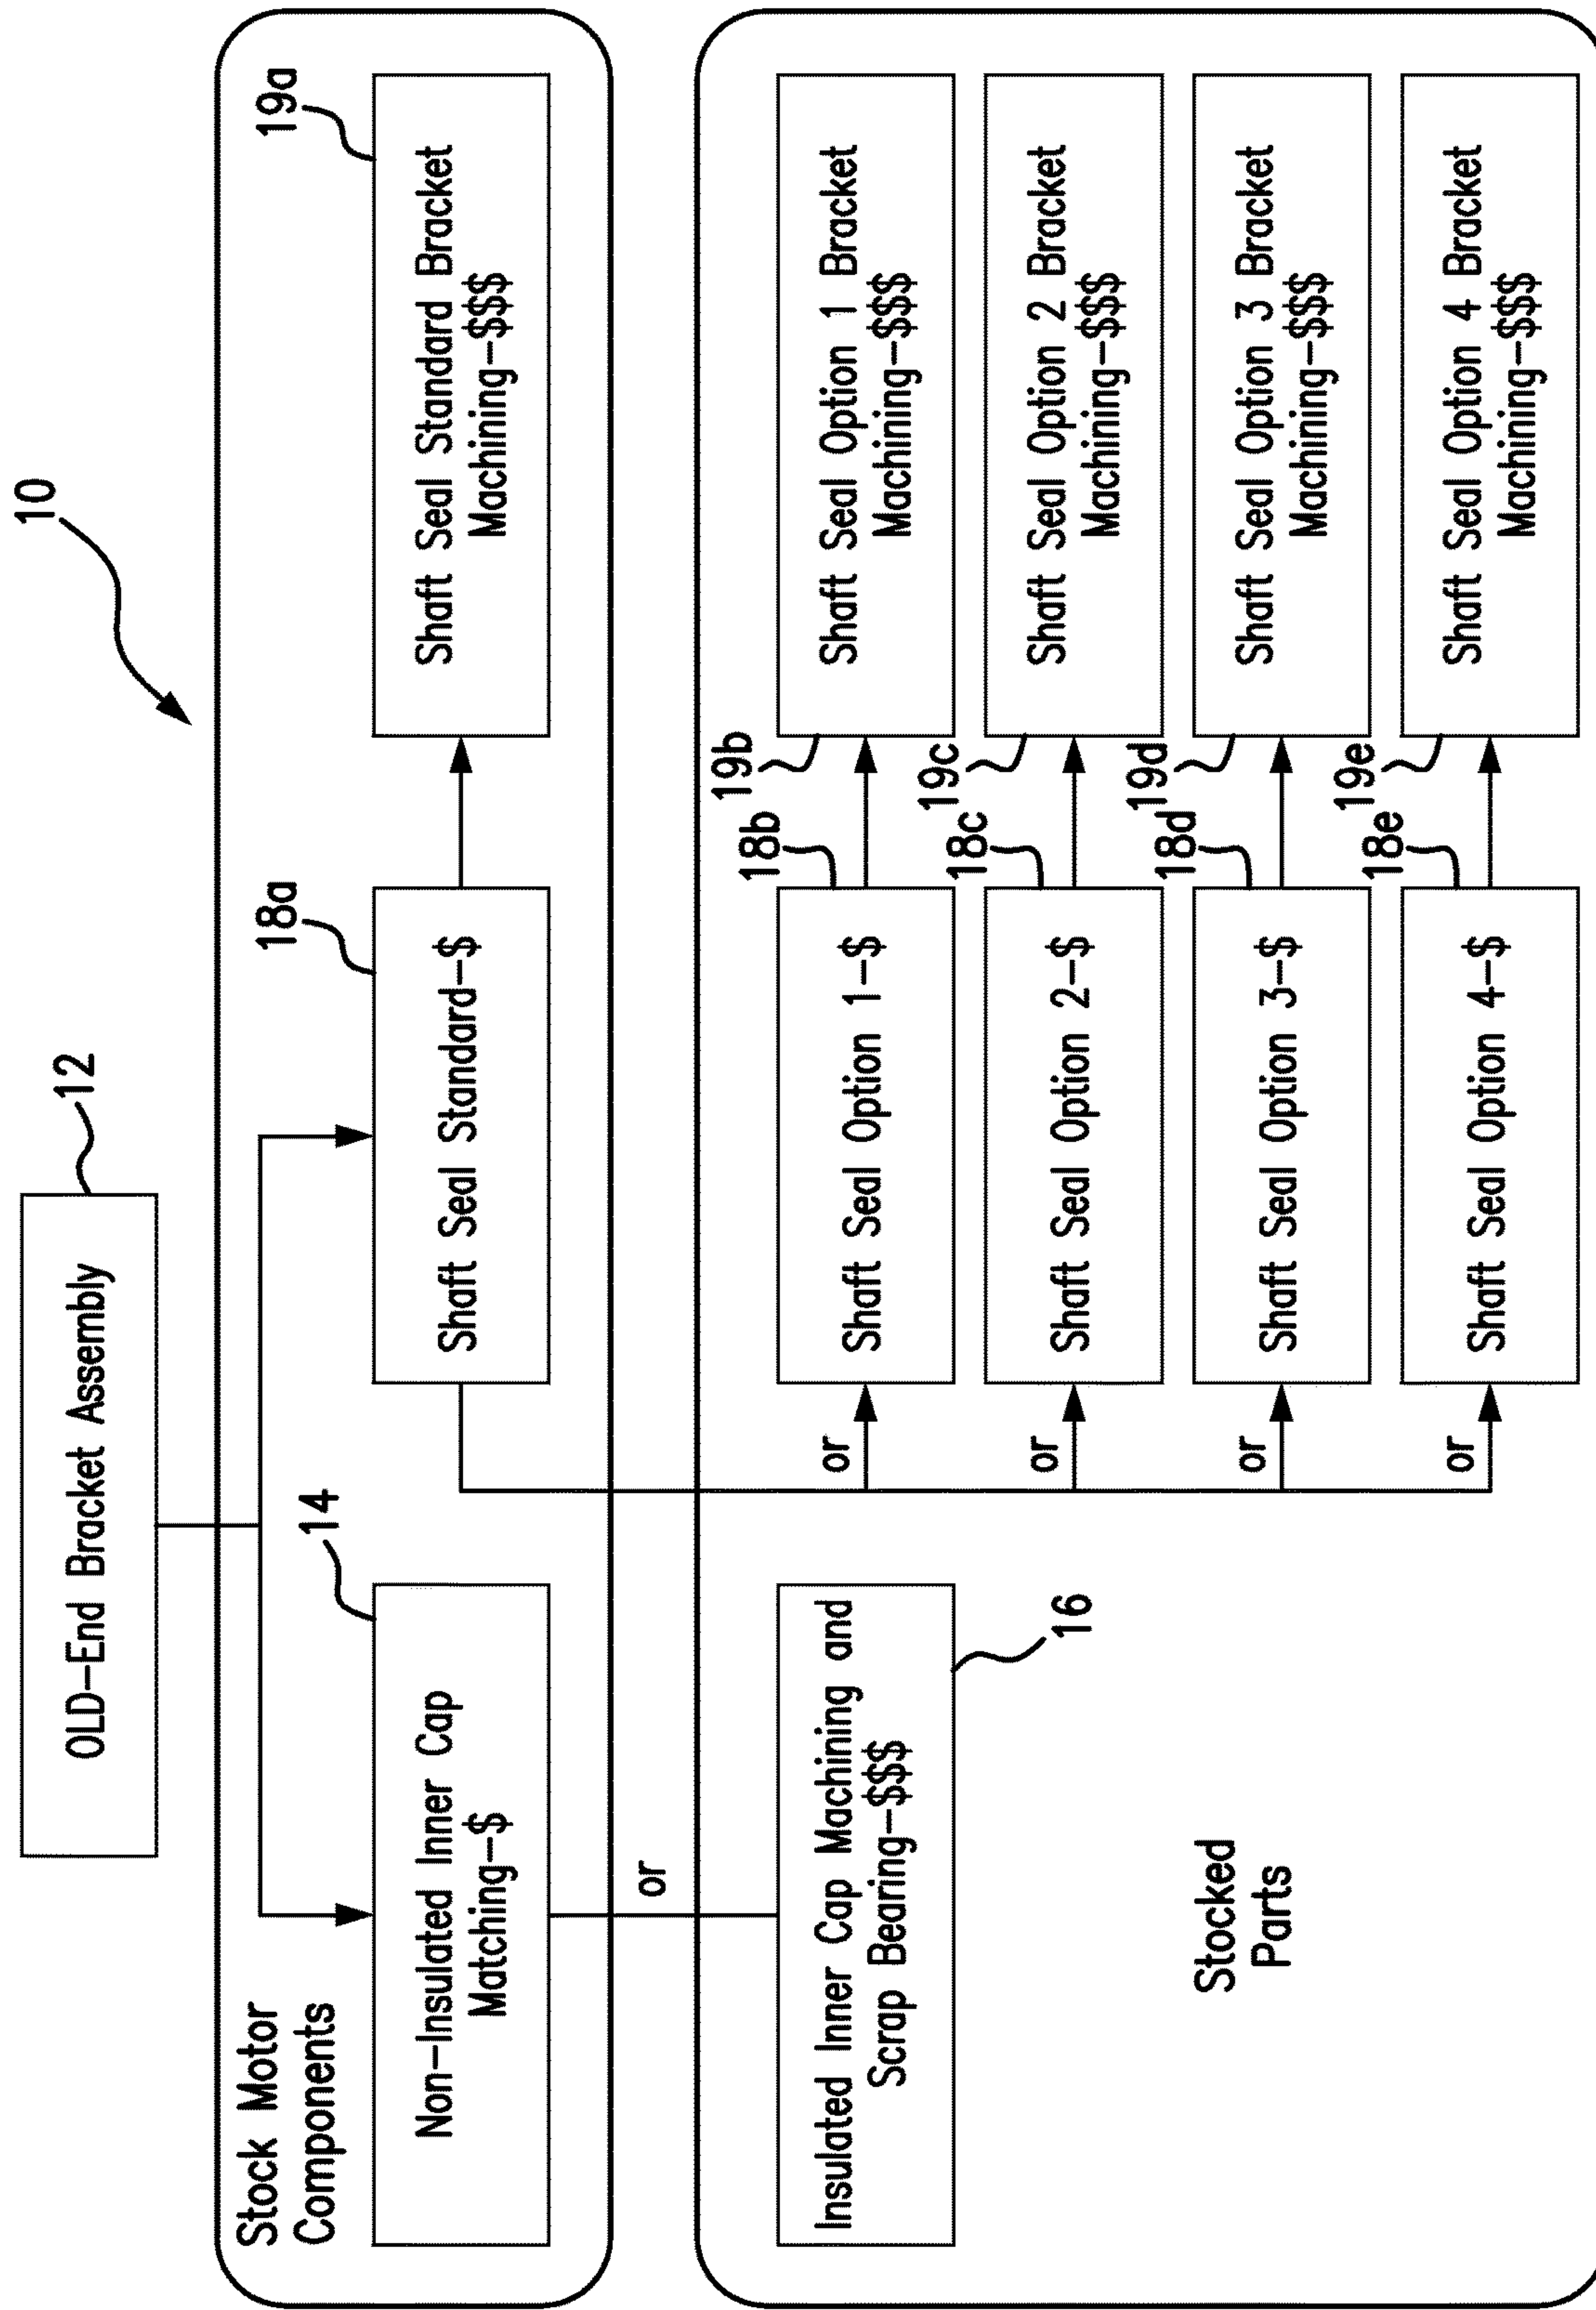 10
OLD-End Bracket Assembly
12
Stock Motor
Components
14
Non-Insulated Inner Cap
Matching-$
18a
Shaft Seal Standard-$
19a
Shaft Seal Standard Bracket
Machining-$$$
or
Insulated Inner Cap Machining and
Scrap Bearing-$$$
16
Stocked
Parts
or
Shaft Seal Option 1-$
18b
19b
Shaft Seal Option 1 Bracket
Machining-$$$
or
Shaft Seal Option 2-$
18c
19c
Shaft Seal Option 2 Bracket
Machining-$$$
or
Shaft Seal Option 3-$
18d
19d
Shaft Seal Option 3 Bracket
Machining-$$$
or
Shaft Seal Option 4-$
18e
19e
Shaft Seal Option 4 Bracket
Machining-$$$